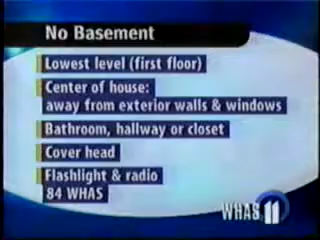 No Basement
Lowest level (first floor)
Center of house:
away from exterior walls & windows
Bathroom, hallway or closet
Cover head
Flashlight & radio
84 WHAS
WHAS 11